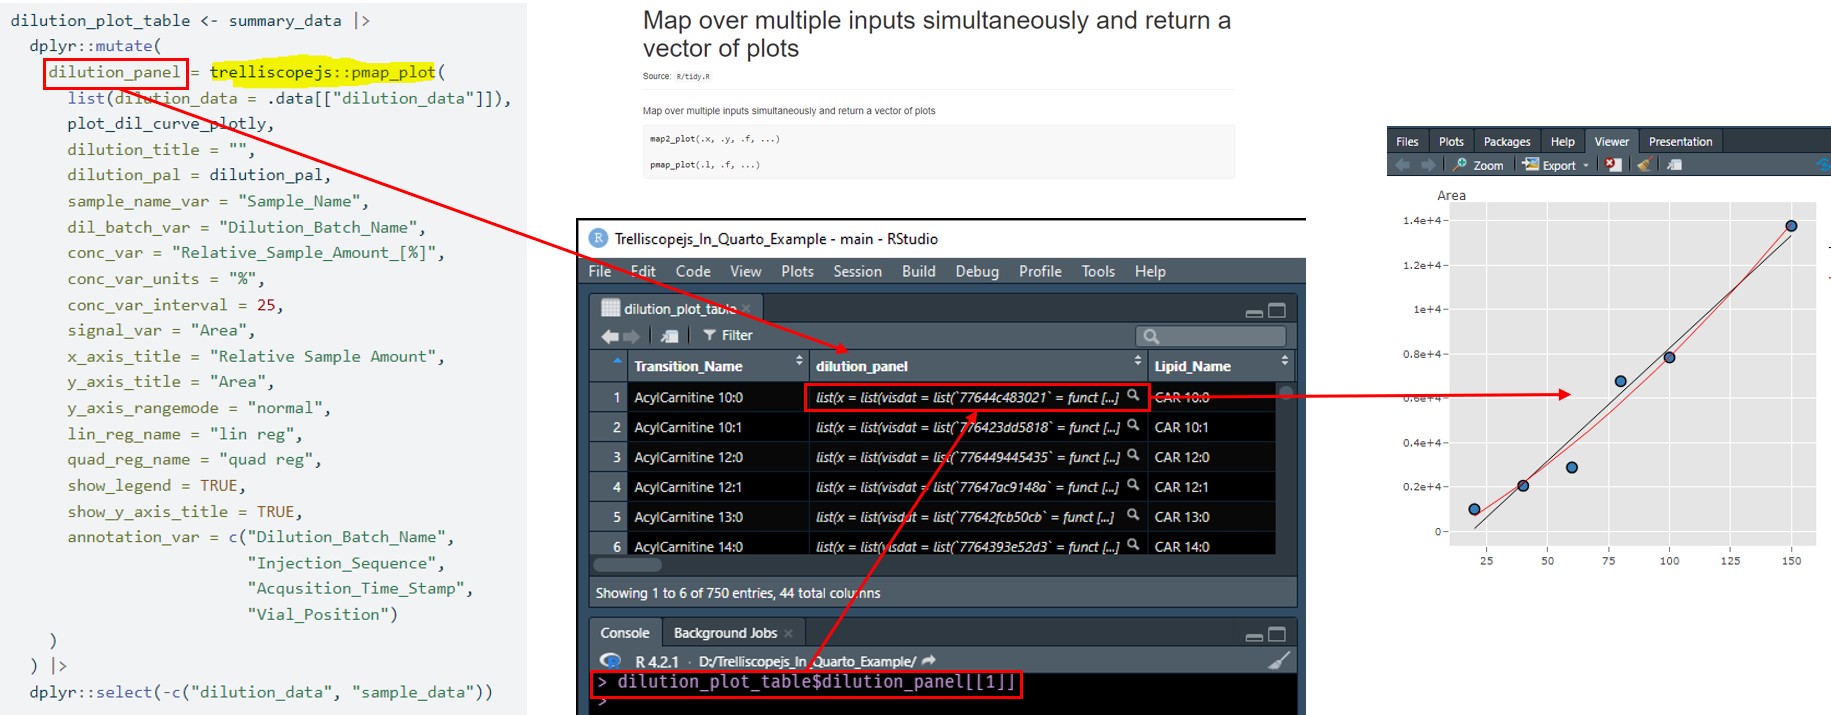 dilution_plot_table <- summary_data |>
dplyr::mutate(
dilution_panel = trelliscopejs::pmap_plot(
list(dilution_data = .data[["dilution_data"]]),
plot_dil_curve_plotly,
dilution_title = "",
dilution_pal = dilution_pal,
sample_name_var = "Sample_Name",
dil_batch_var = "Dilution_Batch_Name",
conc_var = "Relative_Sample_Amount_[%]",
conc_var_units = "%",
conc_var_interval = 25,
signal_var = "Area",
x_axis_title = "Relative Sample Amount",
y_axis_title = "Area",
y_axis_rangemode = "normal",
lin_reg_name = "lin reg",
quad_reg_name = "quad reg",
show_legend = TRUE,
show_y_axis_title = TRUE,
annotation_var = c("Dilution_Batch_Name",
"Injection_Sequence",
"Acqusition_Time_Stamp",
"Vial_Position")
)
) |>
dplyr::select(-c("dilution_data", "sample_data"))
Map over multiple inputs simultaneously and return a
vector of plots
Source: R/tidy.R
Map over multiple inputs simultaneously and return a vector of plots
map2_plot(.x, .y, .f, ...)
pmap_plot(.l, .f, ...)
R Trelliscopejs_In_Quarto_Example - main - RStudio
File Edit Code View Plots Session Build Debug Profile Tools Help
dilution_plot_table
Filter
Transition_Name dilution_panel Lipid_Name
1 AcylCarnitine 10:0 list(x = list(visdat = list(`77644c483021` = funct [...] CAR 10:0
2 AcylCarnitine 10:1 list(x = list(visdat = list(`776423dd5818` = funct [...] CAR 10:1
3 AcylCarnitine 12:0 list(x = list(visdat = list(`776449445435` = funct [...] CAR 12:0
4 AcylCarnitine 12:1 list(x = list(visdat = list(`77647ac9148a` = funct [...] CAR 12:1
5 AcylCarnitine 13:0 list(x = list(visdat = list(`77642fcb50cb` = funct [...] CAR 13:0
6 AcylCarnitine 14:0 list(x = list(visdat = list(`7764393e52d3` = funct [...] CAR 14:0
Showing 1 to 6 of 750 entries, 44 total columns
Console Background Jobs
R R 4.2.1 · D:/Trelliscopejs_In_Quarto_Example/
> dilution_plot_table$dilution_panel[[1]]
>
Files Plots Packages Help Viewer Presentation
Zoom Export
Area
1.4e+4
1.2e+4
1e+4
0.8e+4
0.6e+4
0.4e+4
0.2e+4
0
25 50 75 100 125 150